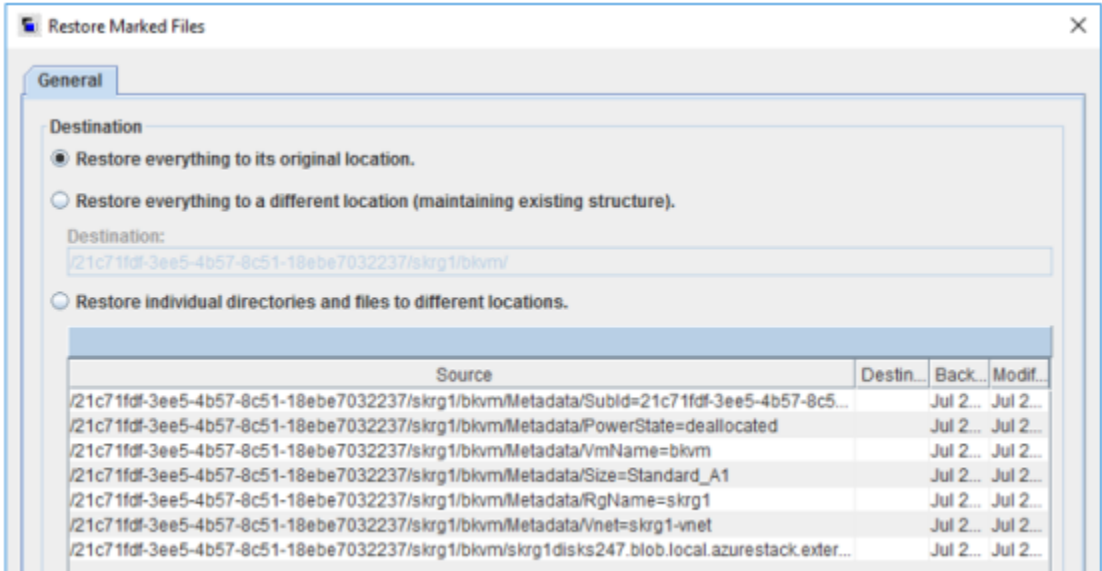 Restore Marked Files
General
Destination
Restore everything to its original location.
Restore everything to a different location (maintaining existing structure).
Destination:
/21c71fdf-3ee5-4b57-8c51-18ebe7032237/skrg1/bkvm/
Restore individual directories and files to different locations.
Source Destin... Back... Modif...
/21c71fdf-3ee5-4b57-8c51-18ebe7032237/skrg1/bkvm/Metadata/SubId=21c71fdf-3ee5-4b57-8c5... Jul 2... Jul 2...
/21c71fdf-3ee5-4b57-8c51-18ebe7032237/skrg1/bkvm/Metadata/PowerState=deallocated Jul 2... Jul 2...
/21c71fdf-3ee5-4b57-8c51-18ebe7032237/skrg1/bkvm/Metadata/VmName=bkvm Jul 2... Jul 2...
/21c71fdf-3ee5-4b57-8c51-18ebe7032237/skrg1/bkvm/Metadata/Size=Standard_A1 Jul 2... Jul 2...
/21c71fdf-3ee5-4b57-8c51-18ebe7032237/skrg1/bkvm/Metadata/RgName=skrg1 Jul 2... Jul 2...
/21c71fdf-3ee5-4b57-8c51-18ebe7032237/skrg1/bkvm/Metadata/Vnet=skrg1-vnet Jul 2... Jul 2...
/21c71fdf-3ee5-4b57-8c51-18ebe7032237/skrg1/bkvm/skrg1disks247.blob.local.azurestack.exter... Jul 2... Jul 2...